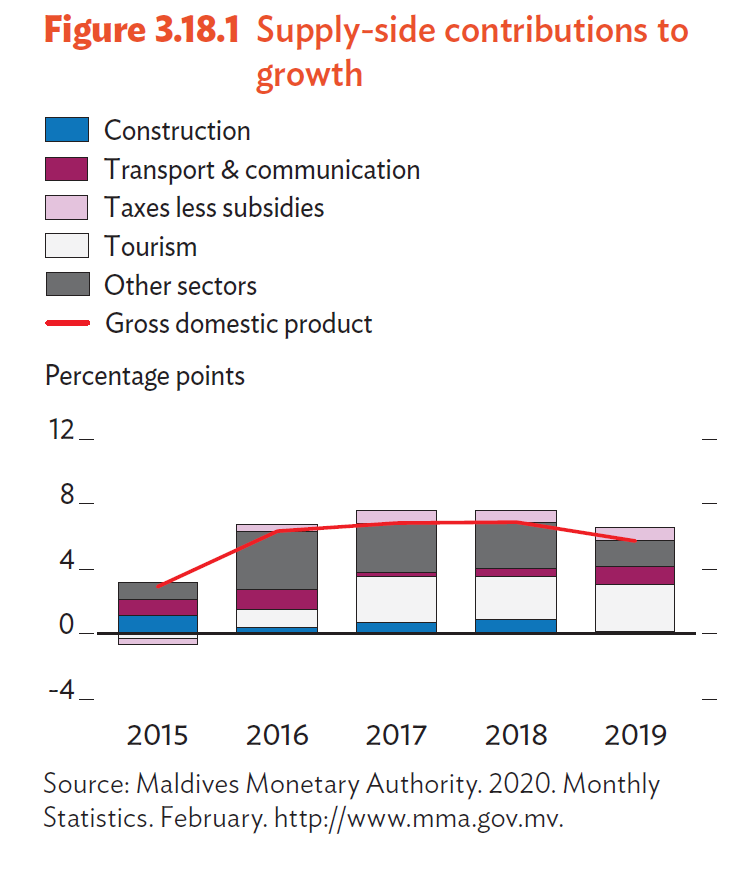 Figure 3.18.1 Supply-side contributions to
growth
Construction
Transport & communication
Taxes less subsidies
Tourism
Other sectors
Gross domestic product
Percentage points
12
8
4
0
-4
2015 2016 2017 2018 2019
Source: Maldives Monetary Authority. 2020. Monthly
Statistics. February. http://www.mma.gov.mv.